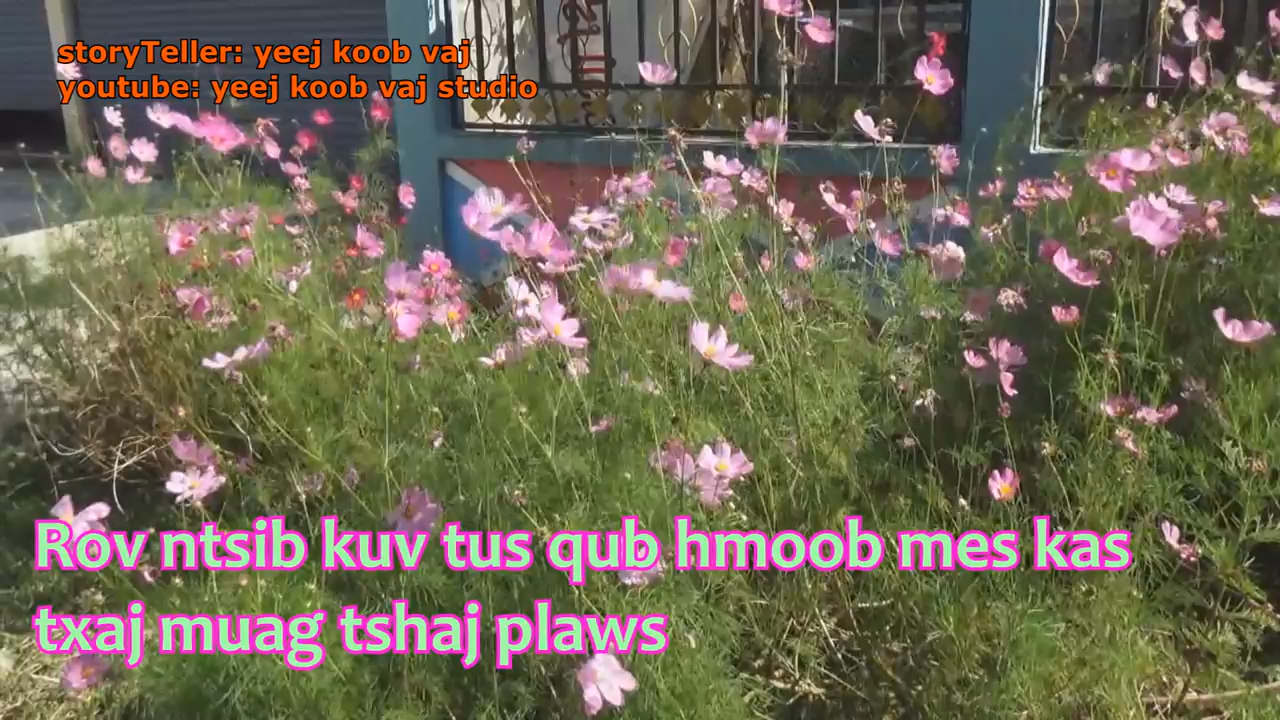 storyTeller: yeej koob vaj
youtube: yeej koob vaj studio
Rov ntsib kuv tus qub hmoob mes kas
txaj muag tshaj plaws